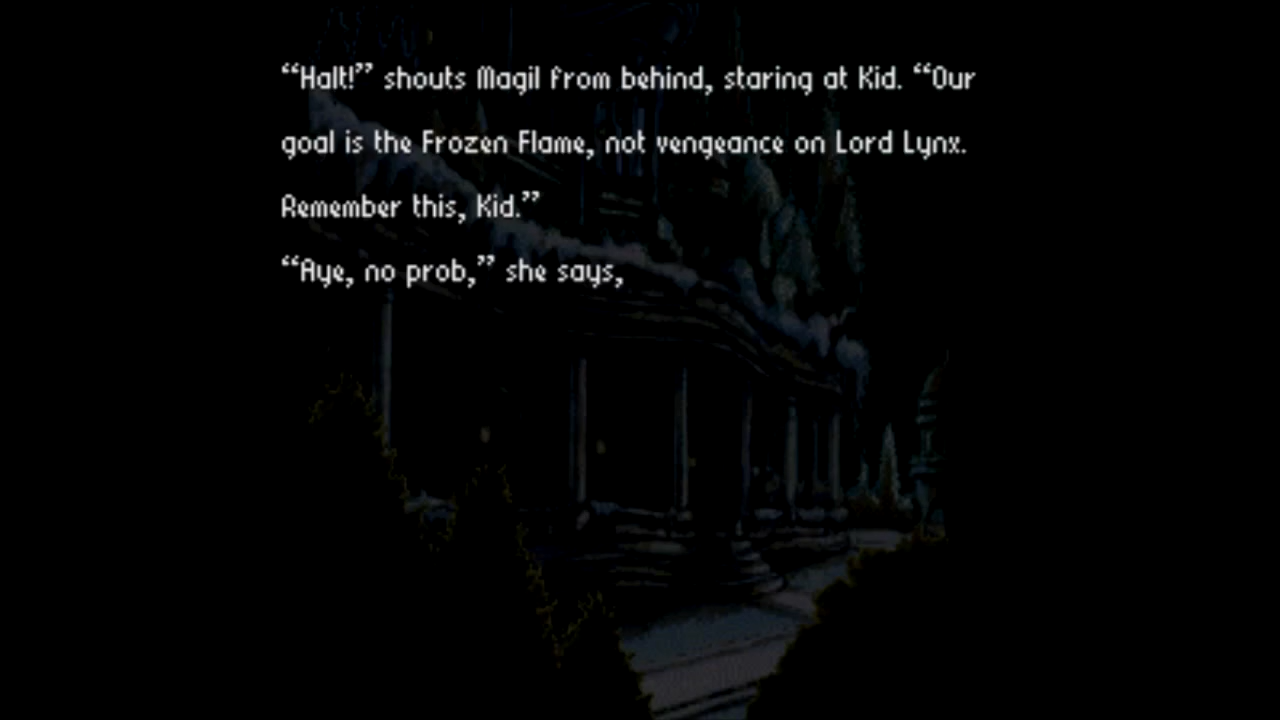 “Halt!” shouts Magil from behind, staring at Kid. “Our
goal is the Frozen Flame, not vengeance on Lord Lynx.
Remember this, Kid.”
“Aye, no prob,” she says,